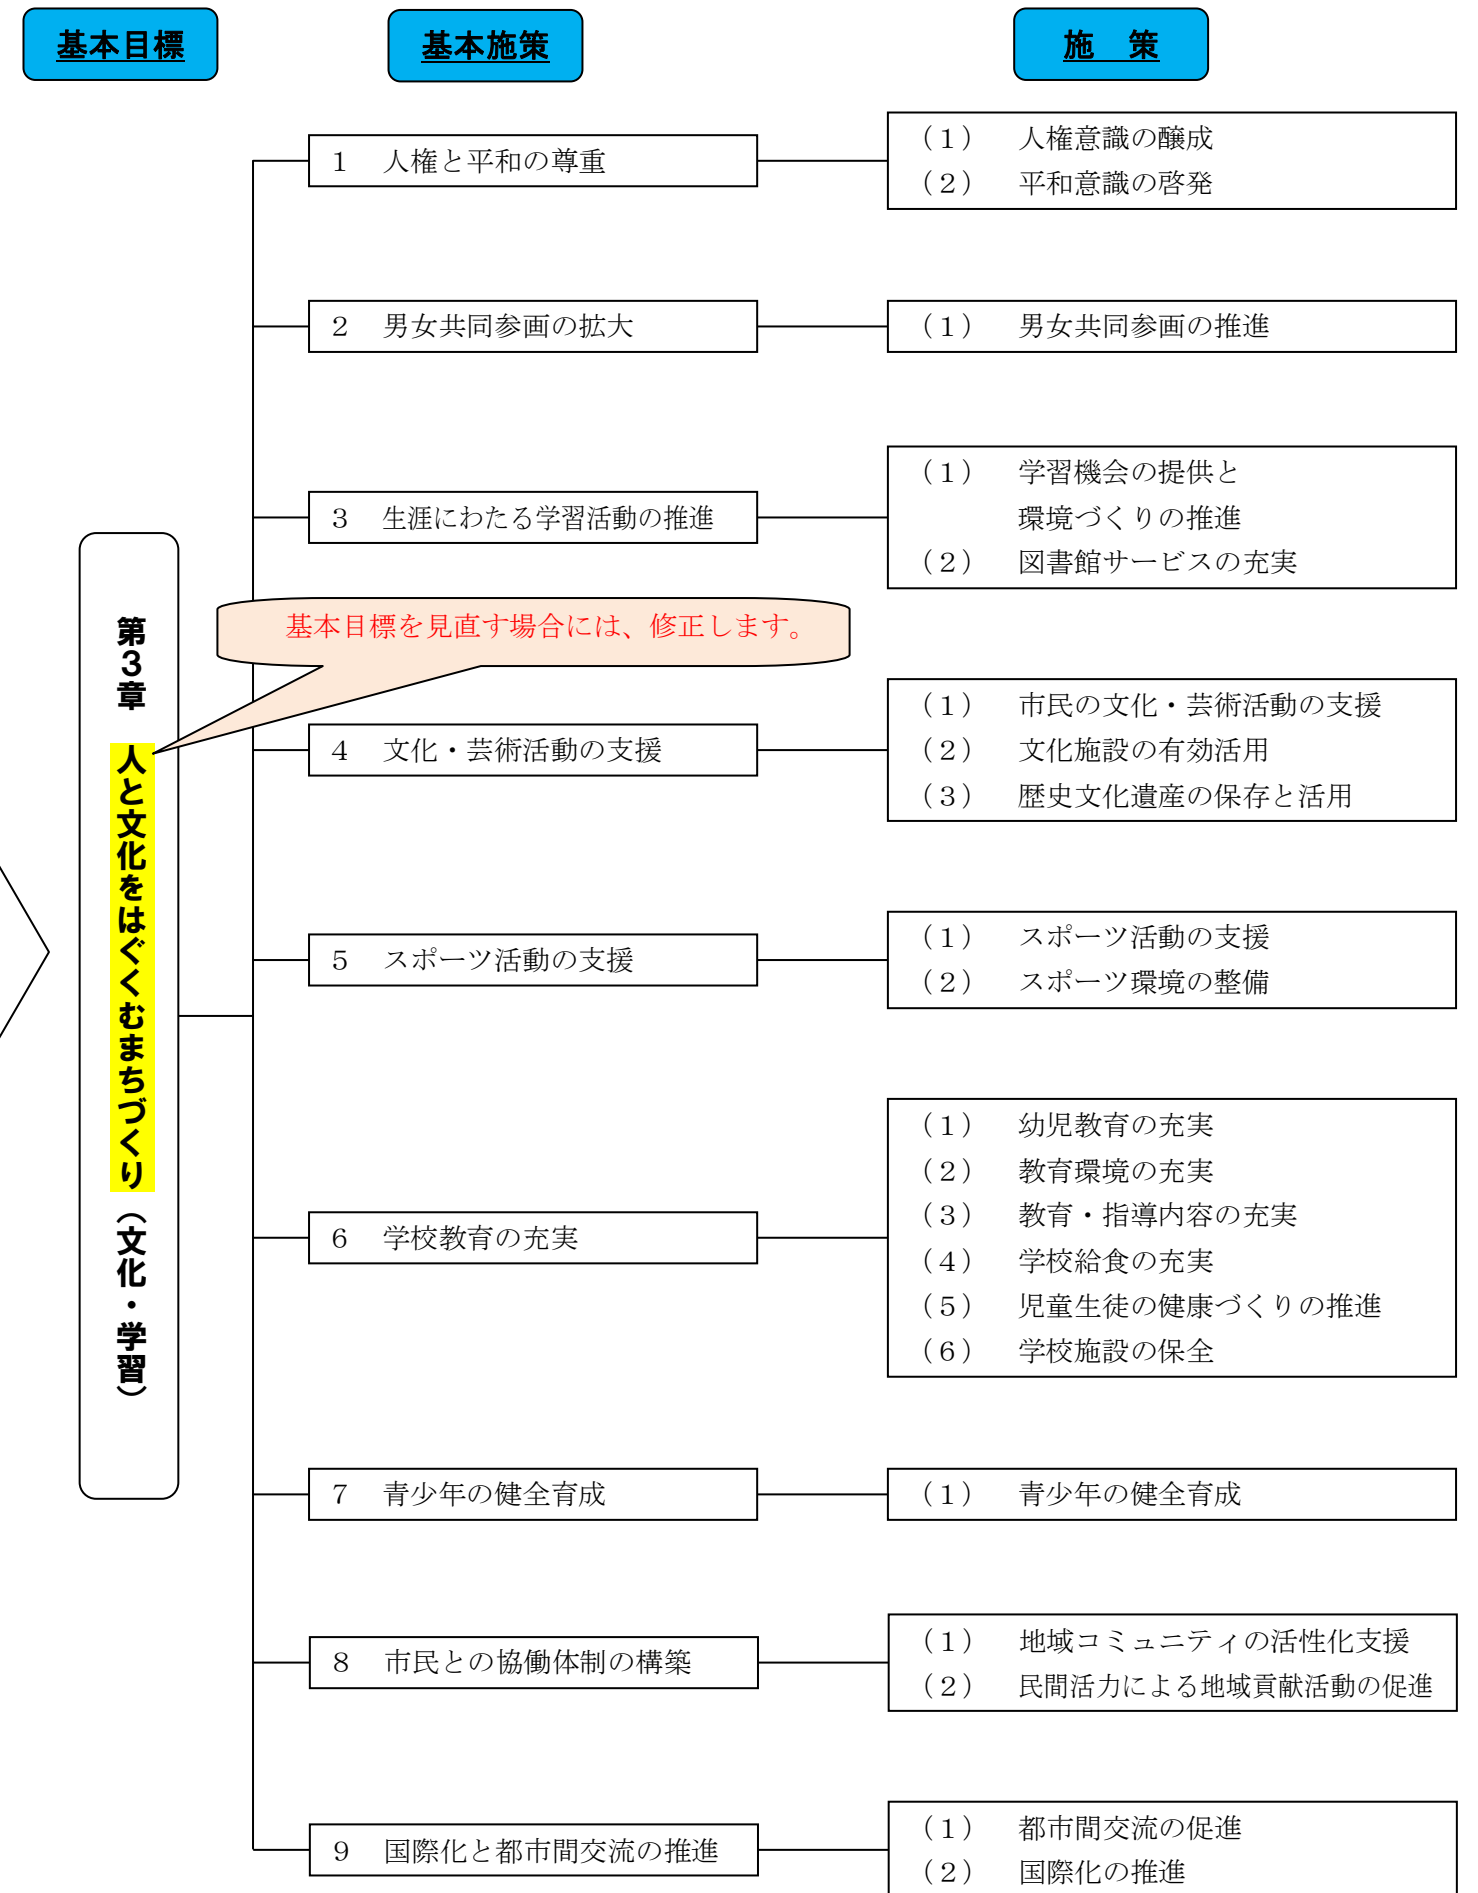 基本目標
基本施策
施　策
第３章　人と文化をはぐくむまちづくり（文化・学習）
基本目標を見直す場合には、修正します。
１　人権と平和の尊重
（１）　人権意識の醸成
（２）　平和意識の啓発
２　男女共同参画の拡大
（１）　男女共同参画の推進
３　生涯にわたる学習活動の推進
（１）　学習機会の提供と
環境づくりの推進
（２）　図書館サービスの充実
４　文化・芸術活動の支援
（１）　市民の文化・芸術活動の支援
（２）　文化施設の有効活用
（３）　歴史文化遺産の保存と活用
５　スポーツ活動の支援
（１）　スポーツ活動の支援
（２）　スポーツ環境の整備
６　学校教育の充実
（１）　幼児教育の充実
（２）　教育環境の充実
（３）　教育・指導内容の充実
（４）　学校給食の充実
（５）　児童生徒の健康づくりの推進
（６）　学校施設の保全
７　青少年の健全育成
（１）　青少年の健全育成
８　市民との協働体制の構築
（１）　地域コミュニティの活性化支援
（２）　民間活力による地域貢献活動の促進
９　国際化と都市間交流の推進
（１）　都市間交流の促進
（２）　国際化の推進